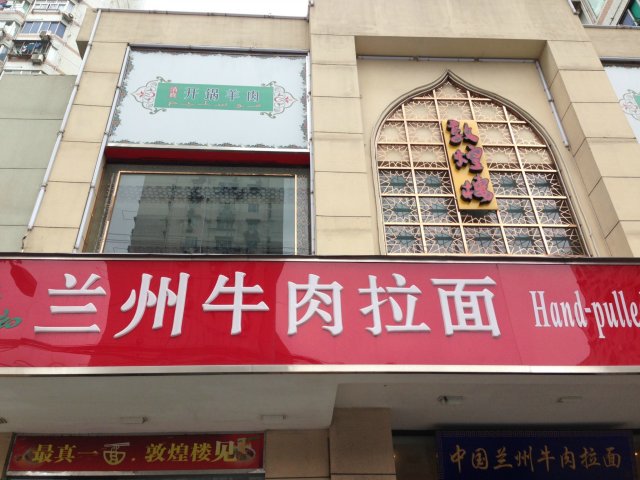 开锅羊肉
敦煌楼
兰州牛肉拉面 Hand-pulle
最真一面.敦煌楼见
中国兰州牛肉拉面